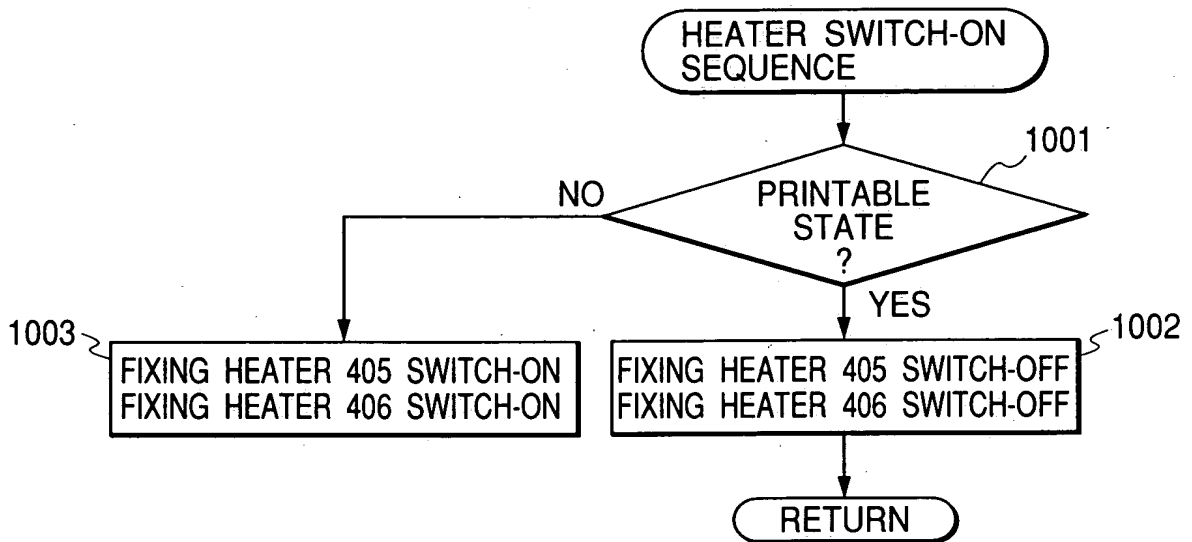 HEATER SWITCH-ON
SEQUENCE
1001
NO
PRINTABLE
STATE
?
YES
1003
FIXING HEATER 405 SWITCH-ON
FIXING HEATER 406 SWITCH-ON
1002
FIXING HEATER 405 SWITCH-OFF
FIXING HEATER 406 SWITCH-OFF
RETURN